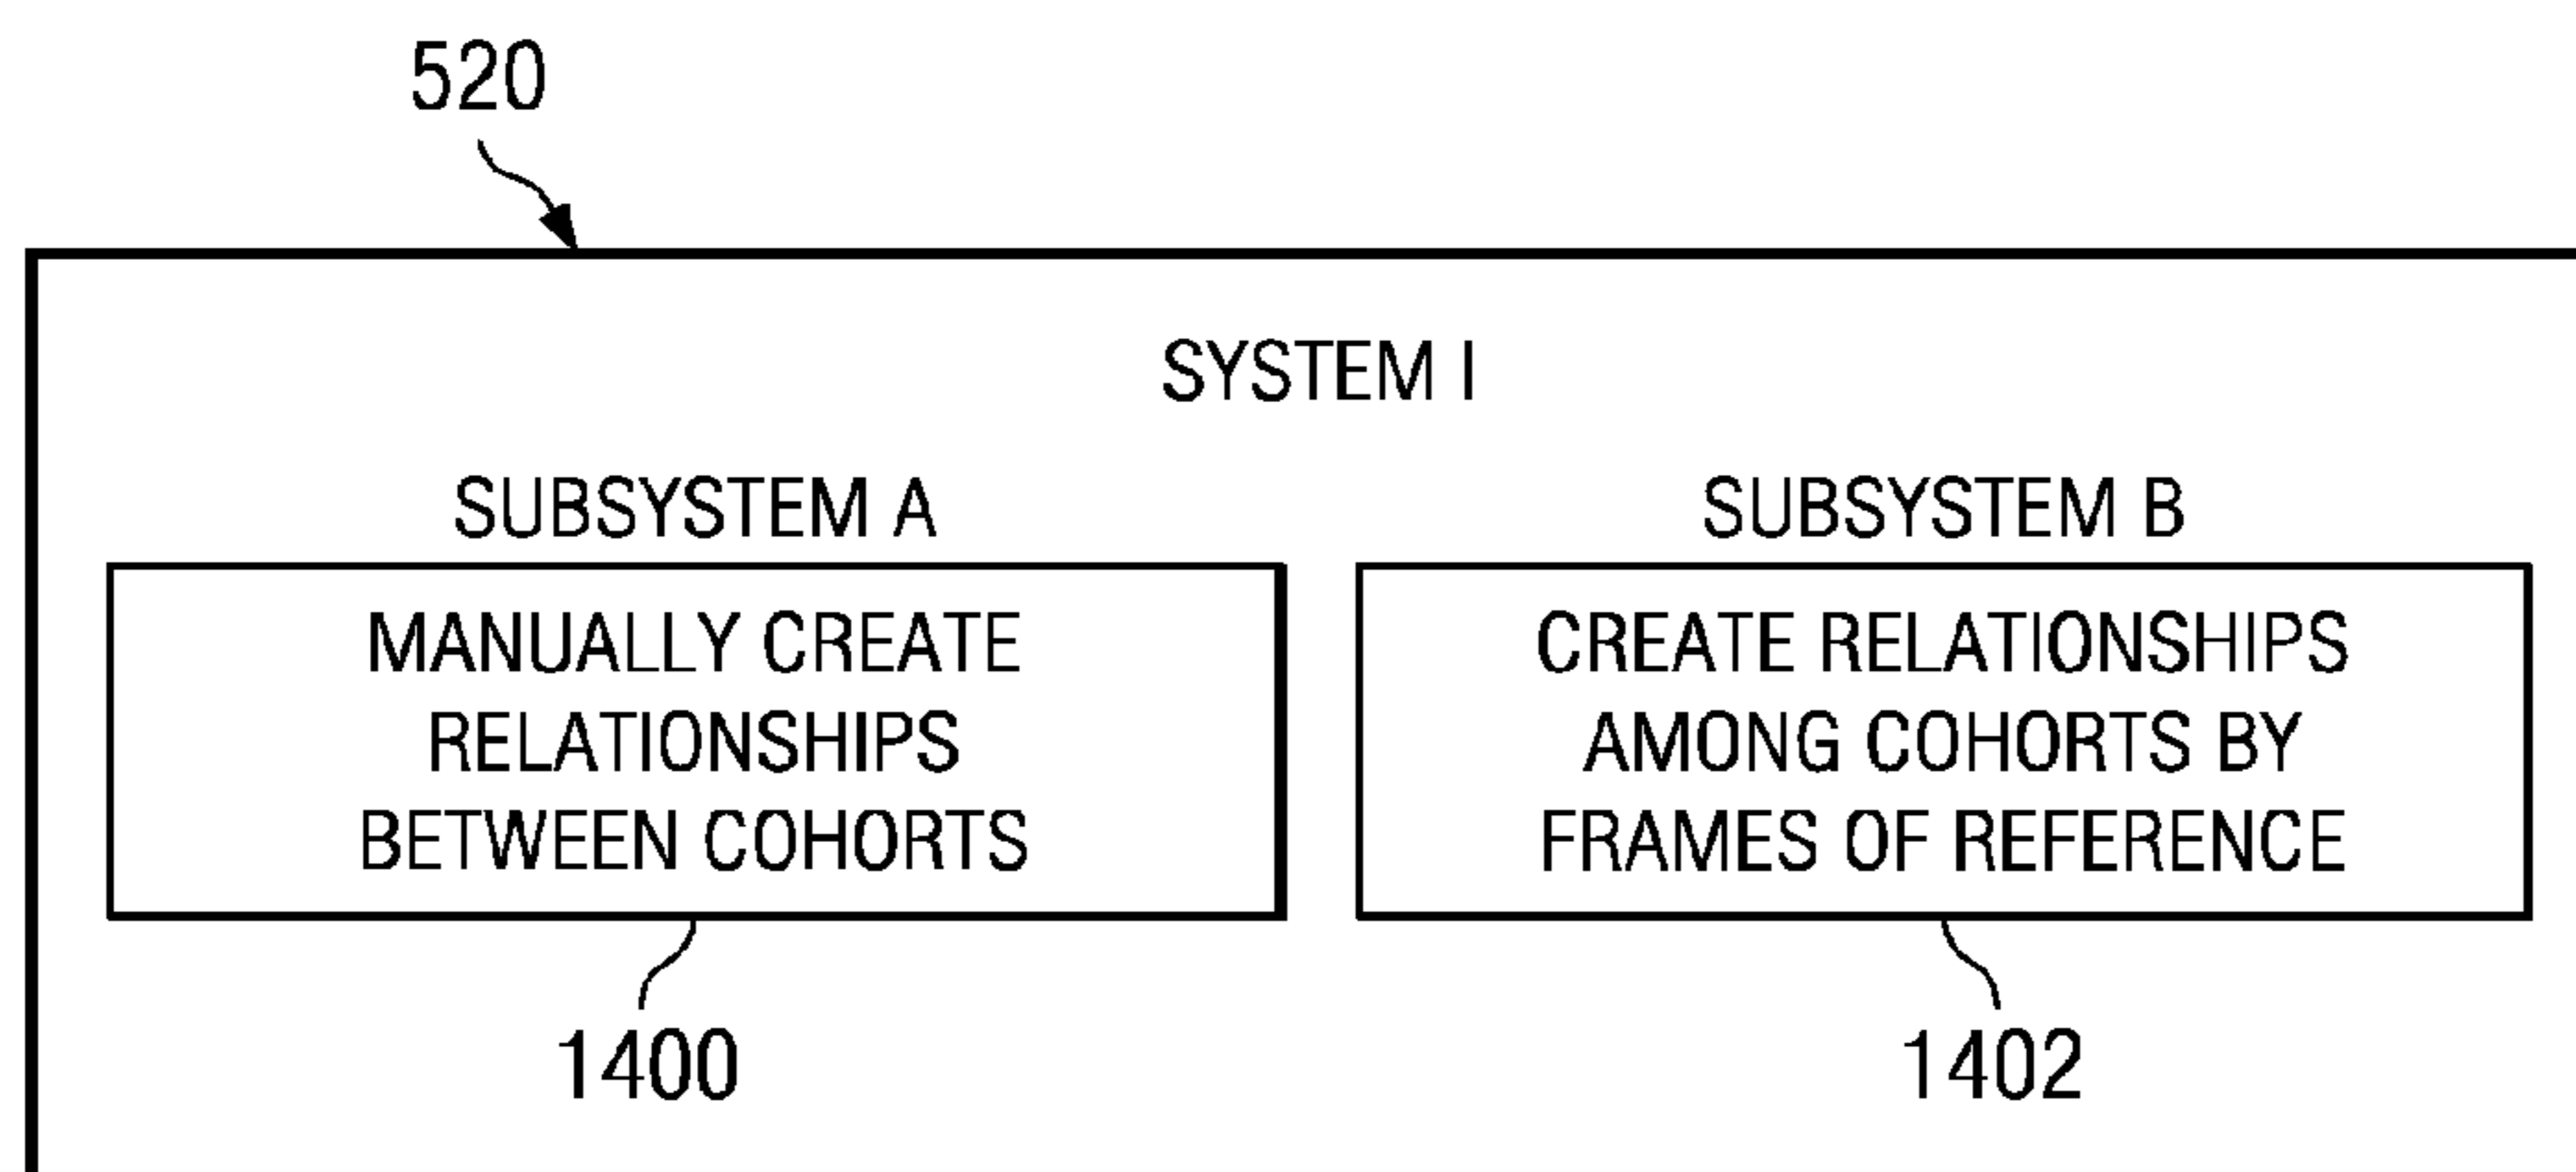 520
SYSTEM I
SUBSYSTEM A
MANUALLY CREATE
RELATIONSHIPS
BETWEEN COHORTS
1400
SUBSYSTEM B
CREATE RELATIONSHIPS
AMONG COHORTS BY
FRAMES OF REFERENCE
1402